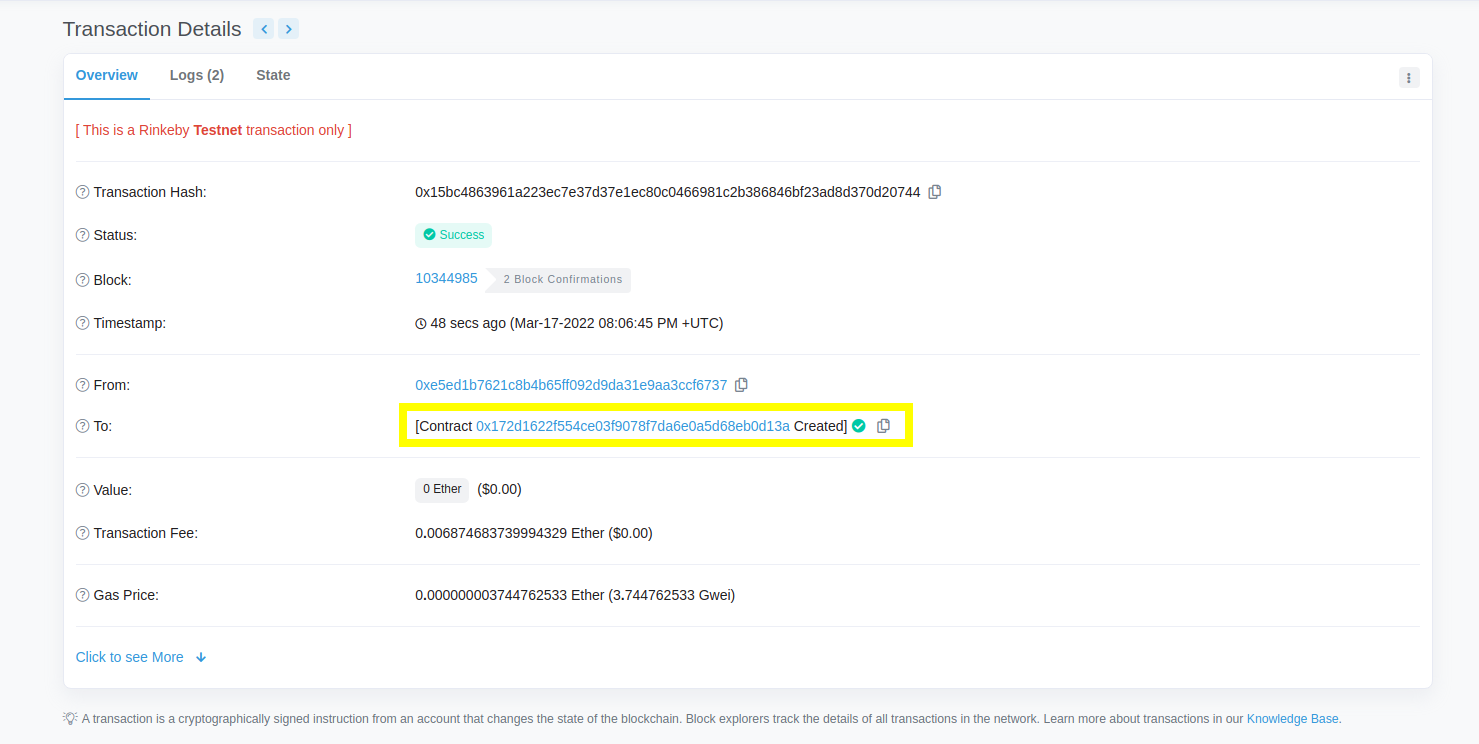 Transaction Details
Overview Logs (2) State
[ This is a Rinkeby Testnet transaction only ]
Transaction Hash: 0x15bc4863961a223ec7e37d37e1ec80c0466981c2b386846bf23ad8d370d20744
Status: Success
Block: 10344985 2 Block Confirmations
Timestamp: 48 secs ago (Mar-17-2022 08:06:45 PM +UTC)
From: 0xe5ed1b7621c8b4b65ff092d9da31e9aa3ccf6737
To: [Contract 0x172d1622f554ce03f9078f7da6e0a5d68eb0d13a Created]
Value: 0 Ether ($0.00)
Transaction Fee: 0.006874683739994329 Ether ($0.00)
Gas Price: 0.000000003744762533 Ether (3.744762533 Gwei)
Click to see More
A transaction is a cryptographically signed instruction from an account that changes the state of the blockchain. Block explorers track the details of all transactions in the network. Learn more about transactions in our Knowledge Base.